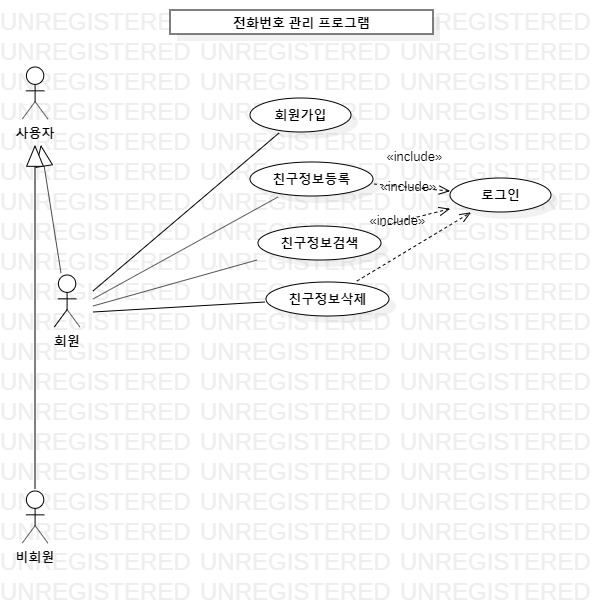 전화번호 관리 프로그램
사용자
회원가입
«include»
친구정보등록
«include»
로그인
«include»
친구정보검색
친구정보삭제
회원
비회원
UNREGISTERED UNREGISTERED UNREGISTERED